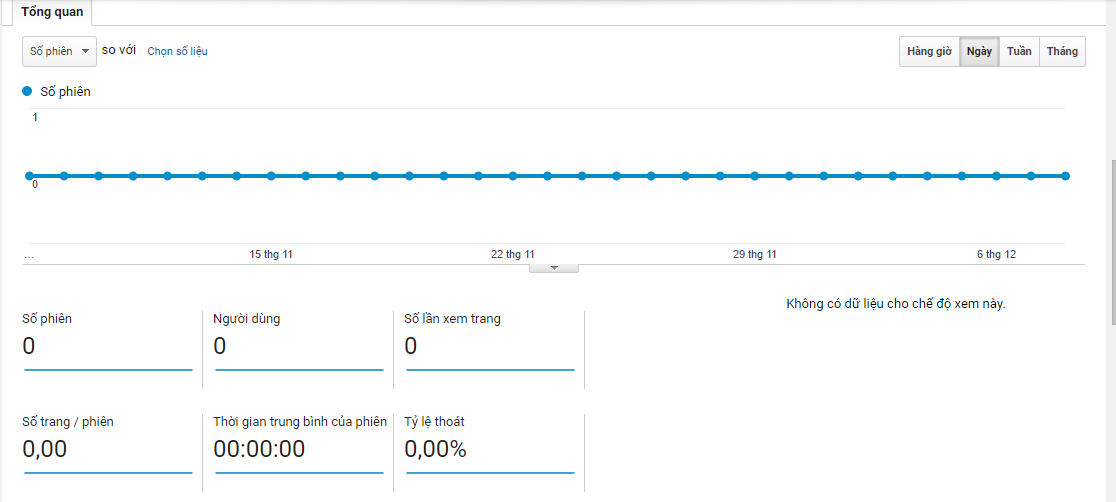 Tổng quan
Số phiên so với Chọn số liệu
Hàng giờ Ngày Tuần Tháng
Số phiên
1
0
... 15 thg 11 22 thg 11 29 thg 11 6 thg 12
Không có dữ liệu cho chế độ xem này.
Số phiên Người dùng Số lần xem trang
0 0 0
Số trang / phiên Thời gian trung bình của phiên Tỷ lệ thoát
0,00 00:00:00 0,00%